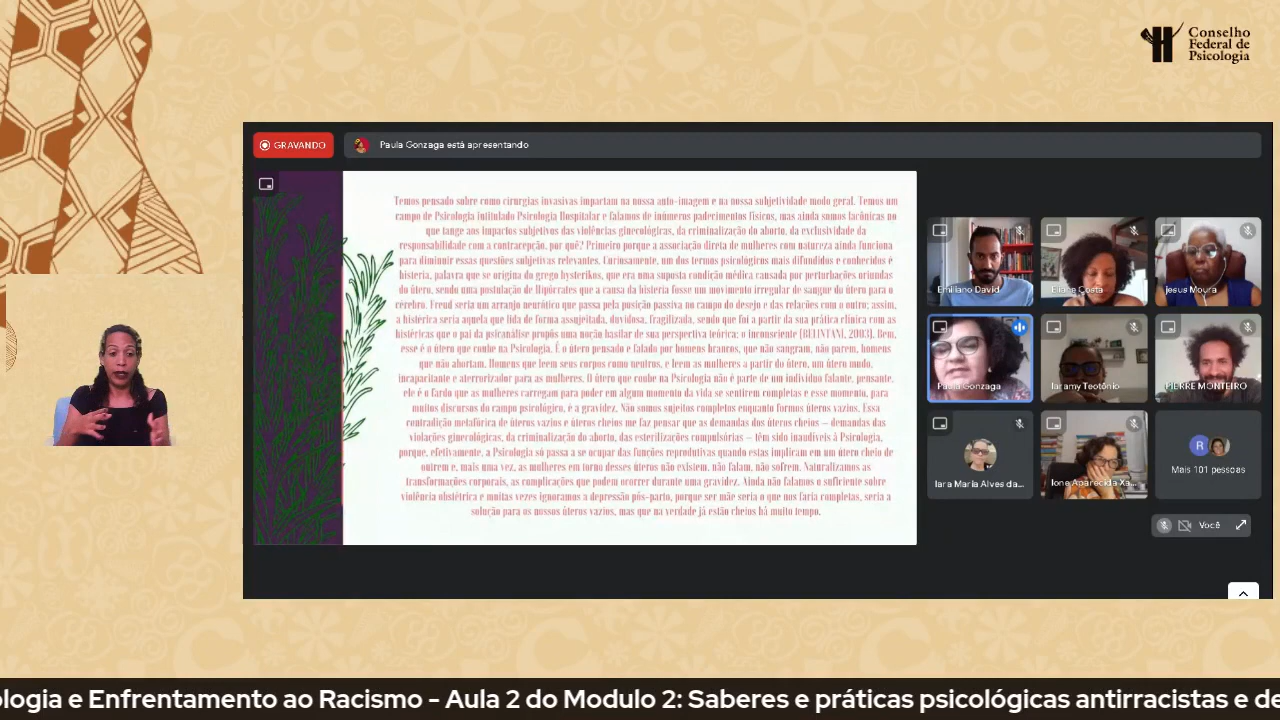 Conselho
Federal de
Psicologia
GRAVANDO
Paula Gonzaga está apresentando
Temos pensado sobre como cirurgias invasivas impactam na nossa auto-imagem e na nossa subjetividade modo geral. Temos um
campo de Psicologia intitulado Psicologia Hospitalar e falamos de inúmeros padecimentos físicos, mas ainda somos lacônicas no
que tange aos impactos subjetivos das violências ginecológicas, da criminalização do aborto, da exclusividade da
responsabilidade com a contracepção, por quê? Primeiro porque a associação direta de mulheres com natureza ainda funciona
para diminuir essas questões subjetivas relevantes. Curiosamente, um dos termos psicológicos mais difundidos e conhecidos é
histeria, palavra que se origina do grego hysterikos, que era uma suposta condição médica causada por perturbações oriundas
do útero, sendo uma postulação de Hipócrates que a causa da histeria fosse um movimento irregular de sangue do útero para o
cérebro. Freud seria um arranjo neurótico que passa pela posição passiva no campo do desejo e das relações com o outro; assim,
a histérica seria aquela que lida de forma assujeitada, duvidosa, fragilizada, sendo que foi a partir da sua prática clínica com as
histéricas que o pai da psicanálise propôs uma noção basilar de sua perspectiva teórica: o inconsciente (BELINTANI, 2003). Bem,
esse é o útero que coube na Psicologia. É o útero pensado e falado por homens brancos, que não sangram, não parem, homens
que não abortam. Homens que leem seus corpos como neutros, e leem as mulheres a partir do útero, um útero mudo,
incapacitante e aterrorizador para as mulheres. O útero que coube na Psicologia não é parte de um indivíduo falante, pensante,
ele é o fardo que as mulheres carregam para poder em algum momento da vida se sentirem completas e esse momento, para
muitos discursos do campo psicológico, é a gravidez. Não somos sujeitos completos enquanto formos úteros vazios. Essa
contradição metafórica de úteros vazios e úteros cheios me faz pensar que as demandas dos úteros cheios – demandas das
violações ginecológicas, da criminalização do aborto, das esterilizações compulsórias – têm sido inaudíveis à Psicologia,
porque, efetivamente, a Psicologia só passa a se ocupar das funções reprodutivas quando estas implicam em um útero cheio de
outrem e, mais uma vez, as mulheres em torno desses úteros não existem, não falam, não sofrem. Naturalizamos as
transformações corporais, as complicações que podem ocorrer durante uma gravidez. Ainda não falamos o suficiente sobre
violência obstétrica e muitas vezes ignoramos a depressão pós-parto, porque ser mãe seria o que nos faria completas, seria a
solução para os nossos úteros vazios, mas que na verdade já estão cheios há muito tempo.
Emiliano David
Eliane Costa
Jesus Moura
Paula Gonzaga
Iaramy Teotônio
PIERRE MONTEIRO
Iara Maria Alves da...
Ione Aparecida Xa...
R
Mais 101 pessoas
Você
ologia e Enfrentamento ao Racismo - Aula 2 do Modulo 2: Saberes e práticas psicológicas antirracistas e de